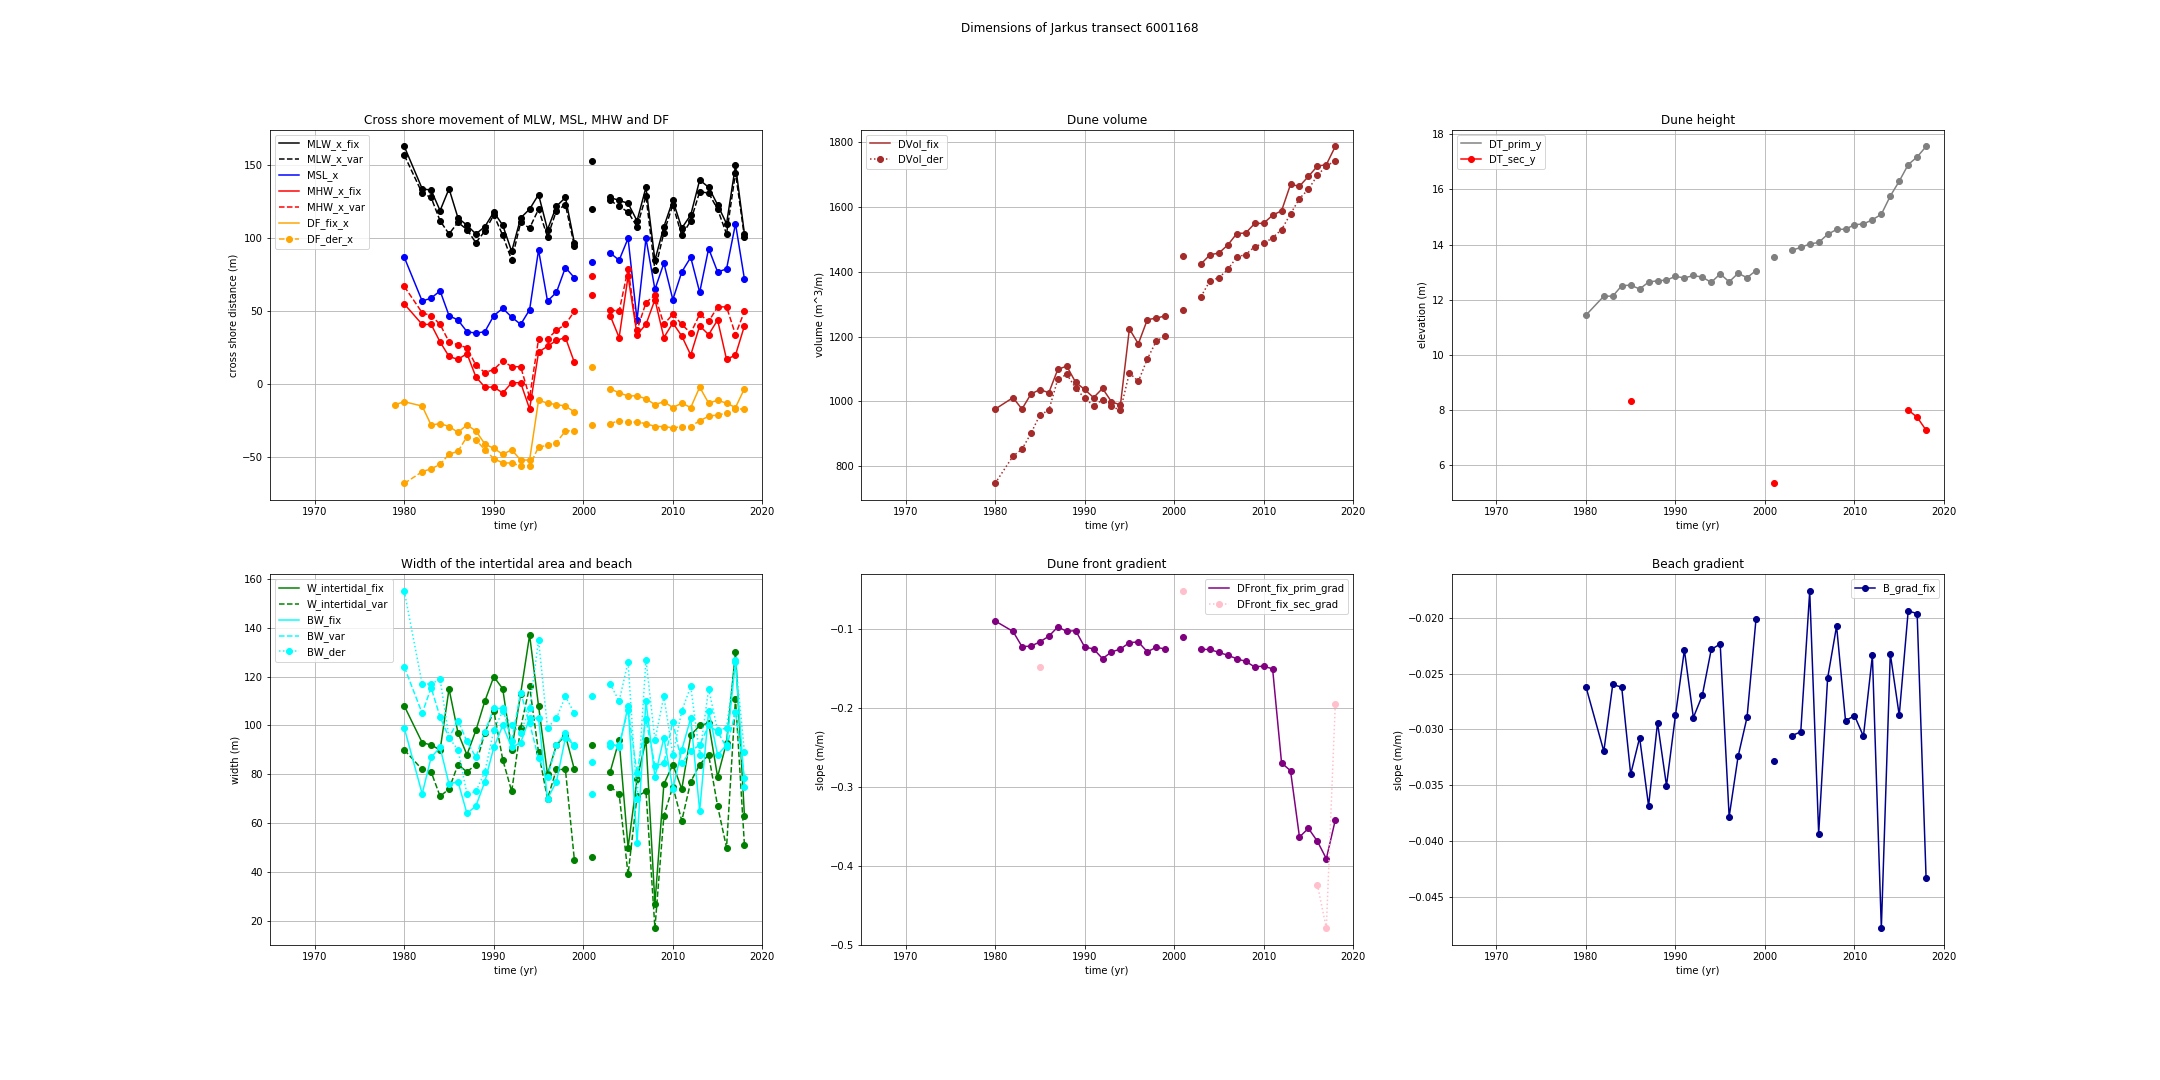 Dimensions of Jarkus transect 6001168
Cross shore movement of MLW, MSL, MHW and DF
MLW_x_fix
MLW_x_var
MSL_x
MHW_x_fix
MHW_x_var
DF_fix_x
DF_der_x
cross shore distance (m)
150
100
50
0
−50
1970 1980 1990 2000 2010 2020
time (yr)
Dune volume
DVol_fix
DVol_der
volume (m^3/m)
1800
1600
1400
1200
1000
800
1970 1980 1990 2000 2010 2020
time (yr)
Dune height
DT_prim_y
DT_sec_y
elevation (m)
18
16
14
12
10
8
6
1970 1980 1990 2000 2010 2020
time (yr)
Width of the intertidal area and beach
W_intertidal_fix
W_intertidal_var
BW_fix
BW_var
BW_der
width (m)
160
140
120
100
80
60
40
20
1970 1980 1990 2000 2010 2020
time (yr)
Dune front gradient
DFront_fix_prim_grad
DFront_fix_sec_grad
slope (m/m)
−0.1
−0.2
−0.3
−0.4
−0.5
1970 1980 1990 2000 2010 2020
time (yr)
Beach gradient
B_grad_fix
slope (m/m)
−0.020
−0.025
−0.030
−0.035
−0.040
−0.045
1970 1980 1990 2000 2010 2020
time (yr)